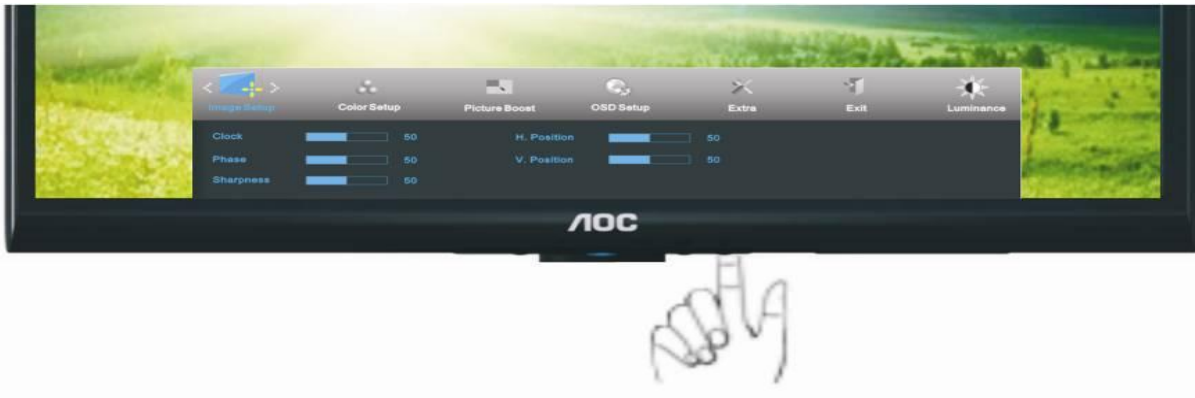 < >
Image Setup Color Setup Picture Boost OSD Setup Extra Exit Luminance
Clock 50 H. Position 50
Phase 50 V. Position 50
Sharpness 50
AOC